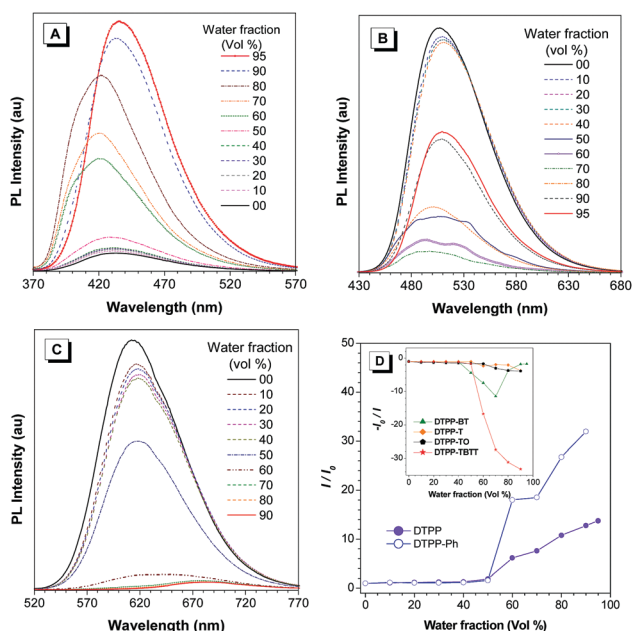 A
Water fraction
(Vol %)
95
90
80
70
60
50
40
30
20
10
00
PL Intensity (au)
370 420 470 520 570
Wavelength (nm)
B
Water fraction
(Vol %)
00
10
20
30
40
50
60
70
80
90
95
PL Intensity (au)
430 480 530 580 630 680
Wavelength (nm)
C
Water fraction
(vol %)
00
10
20
30
40
50
60
70
80
90
PL Intensity (au)
520 570 620 670 720 770
Wavelength (nm)
D
50
40
30
20
10
0
I / I0
0
-10
-20
-30
-I0 / I
DTPP-BT
DTPP-T
DTPP-TO
DTPP-TBTT
0 20 40 60 80 100
Water fraction (Vol %)
DTPP
DTPP-Ph
0 20 40 60 80 100
Water fraction (Vol %)